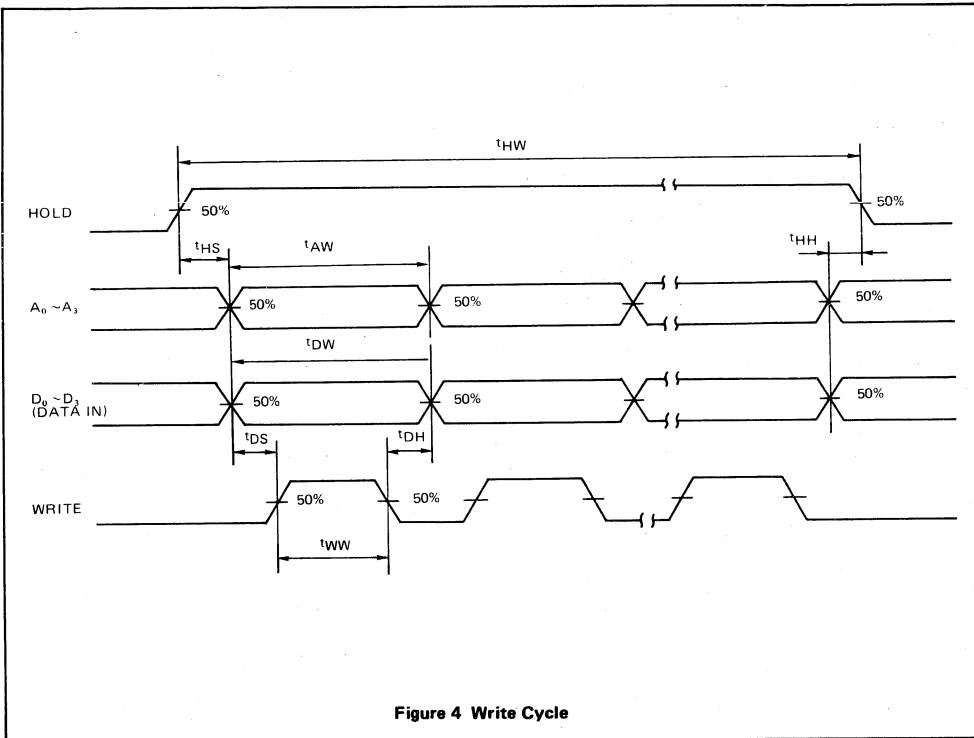 tHW
HOLD
50%
50%
tHS
tAW
tHH
A₀ ~ A₃
50%
50%
50%
tDW
D₀ ~ D₃
(DATA IN)
50%
50%
50%
tDS
tDH
WRITE
50%
50%
tWW
Figure 4 Write Cycle